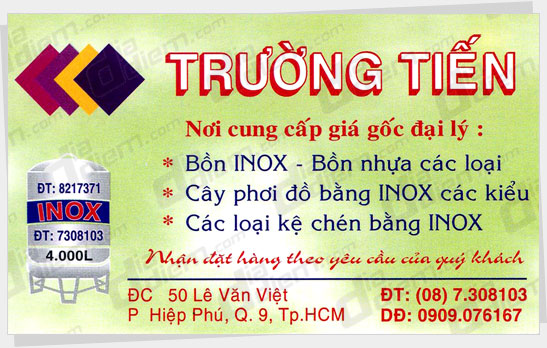 TRƯỜNG TIẾN
Nơi cung cấp giá gốc đại lý :
* Bồn INOX - Bồn nhựa các loại
* Cây phơi đồ bằng INOX các kiểu
* Các loại kệ chén bằng INOX
ĐT: 8217371
INOX
ĐT: 7308103
4.000L
Nhận đặt hàng theo yêu cầu của quý khách
ĐC 50 Lê Văn Việt
P Hiệp Phú, Q. 9, Tp.HCM
ĐT: (08) 7.308103
DĐ: 0909.076167
diadiem.com